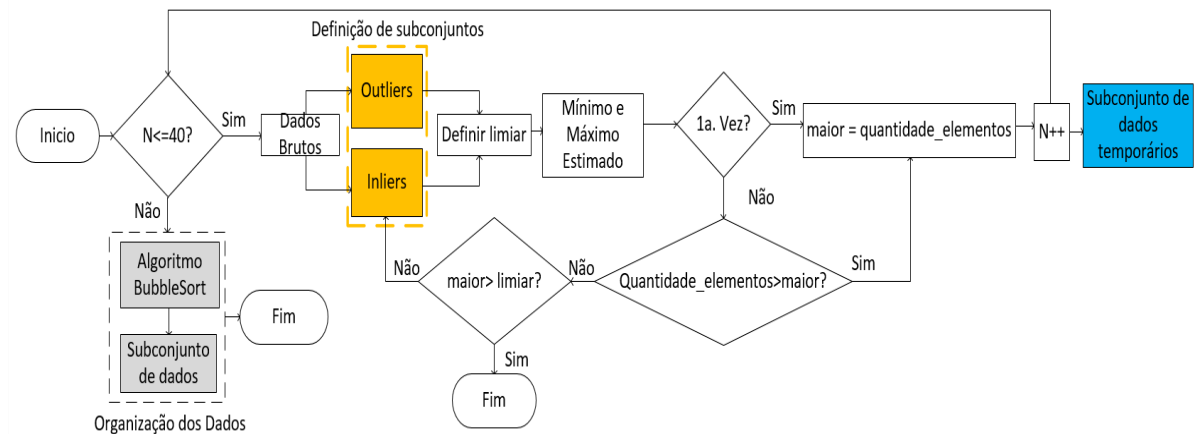 Definição de subconjuntos
Inicio
N<=40?
Sim
Dados
Brutos
Outliers
Inliers
Definir limiar
Mínimo e
Máximo
Estimado
1a. Vez?
Sim
maior = quantidade_elementos
N++
Subconjunto de
dados
temporários
Não
Não
Algoritmo
BubbleSort
Subconjunto
de dados
Fim
Organização dos Dados
Não
maior> limiar?
Não
Quantidade_elementos>maior?
Sim
Sim
Fim